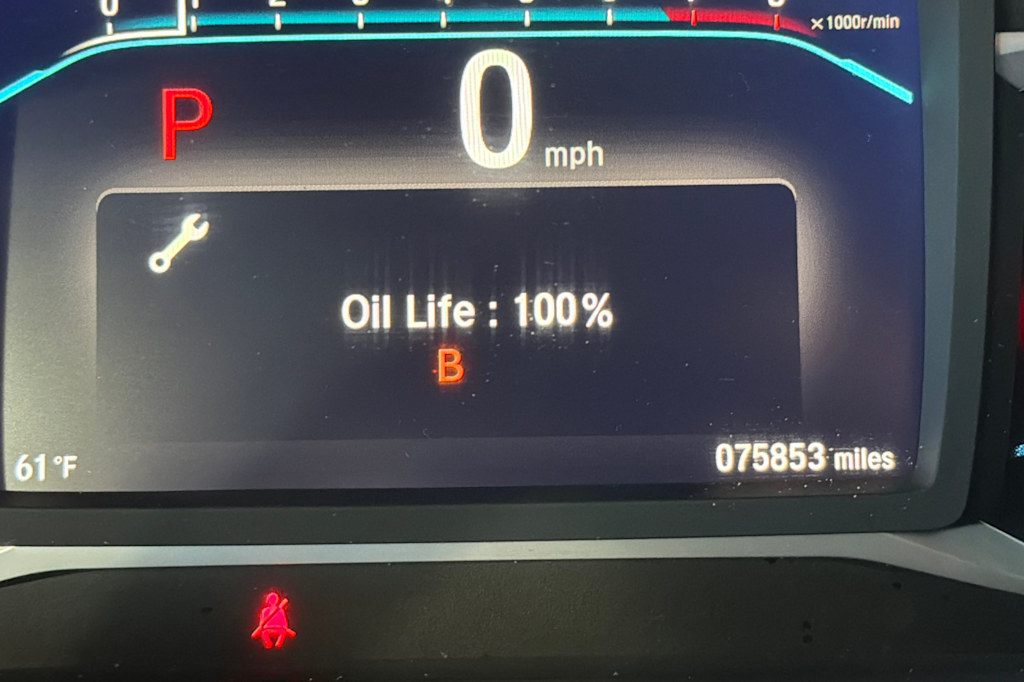 ×1000r/min
P
0
mph
Oil Life : 100%
B
61°F
075853 miles